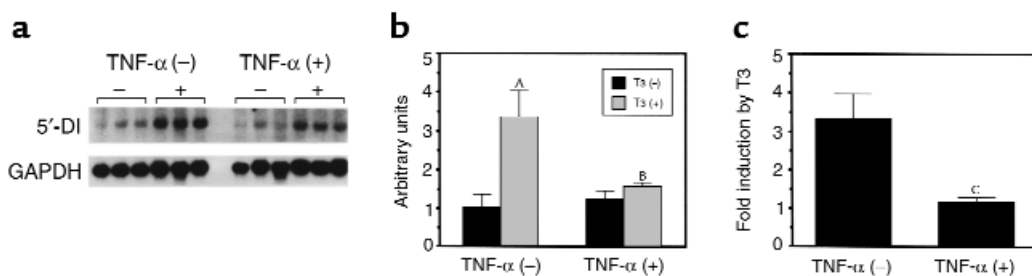 a
TNF-α (–) TNF-α (+)
– + – +
5′-DI
GAPDH
b
5
4
3
2
1
0
Arbitrary units
A
B
T3 (–)
T3 (+)
TNF-α (–) TNF-α (+)
c
5
4
3
2
1
0
Fold induction by T3
C
TNF-α (–) TNF-α (+)